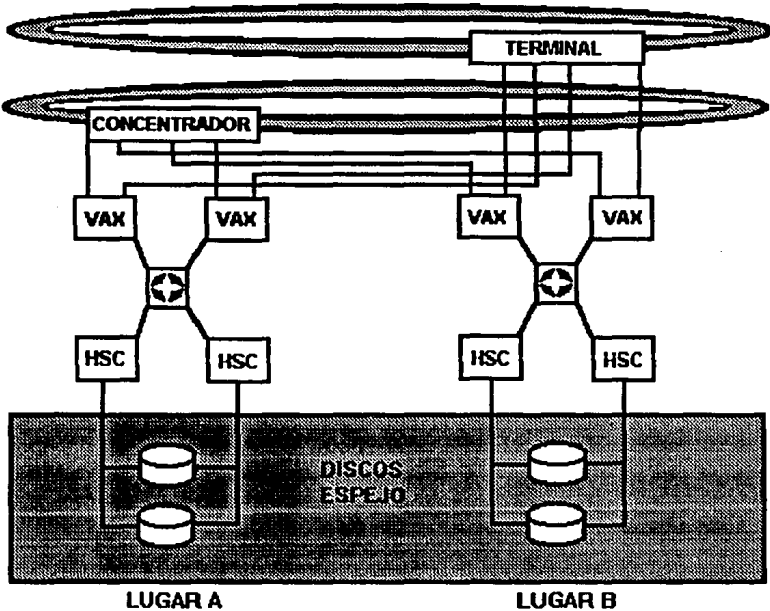 TERMINAL
CONCENTRADOR
VAX
VAX
VAX
VAX
HSC
HSC
HSC
HSC
DISCOS
ESPEJO
LUGAR A
LUGAR B